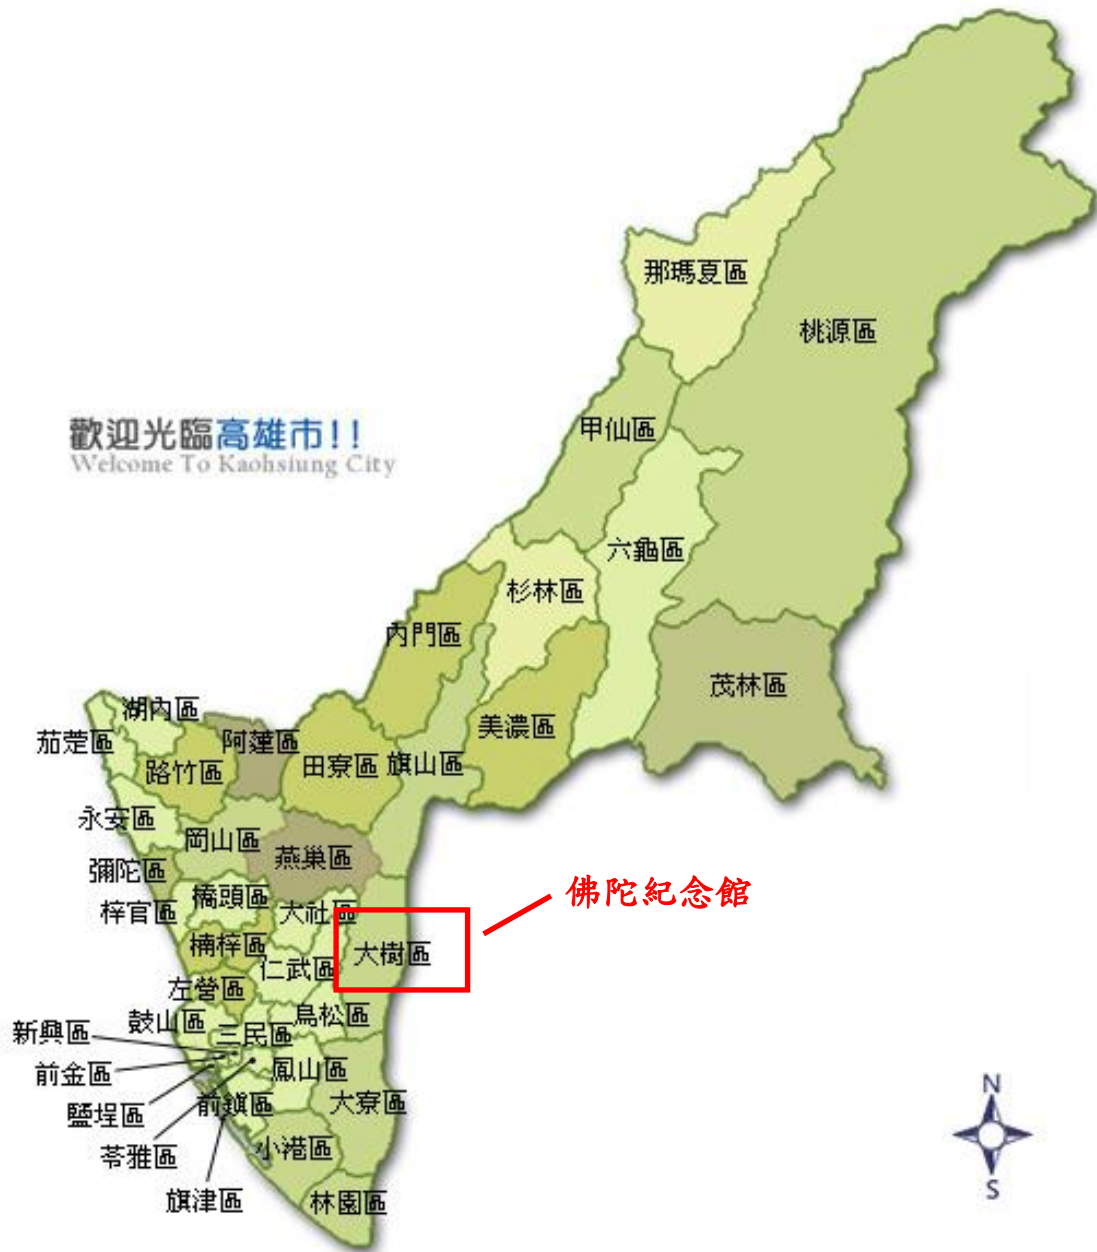 那瑪夏區
桃源區
歡迎光臨高雄市!!
Welcome To Kaohsiung City
甲仙區
六龜區
杉林區
內門區
茂林區
湖內區
美濃區
茄萣區
阿蓮區
路竹區
田寮區
旗山區
永安區
岡山區
燕巢區
彌陀區
橋頭區
佛陀紀念館
梓官區
大社區
楠梓區
大樹區
仁武區
左營區
鼓山區
鳥松區
新興區
三民區
前金區
鳳山區
鹽埕區
前鎮區
大寮區
苓雅區
小港區
旗津區
林園區
N
S